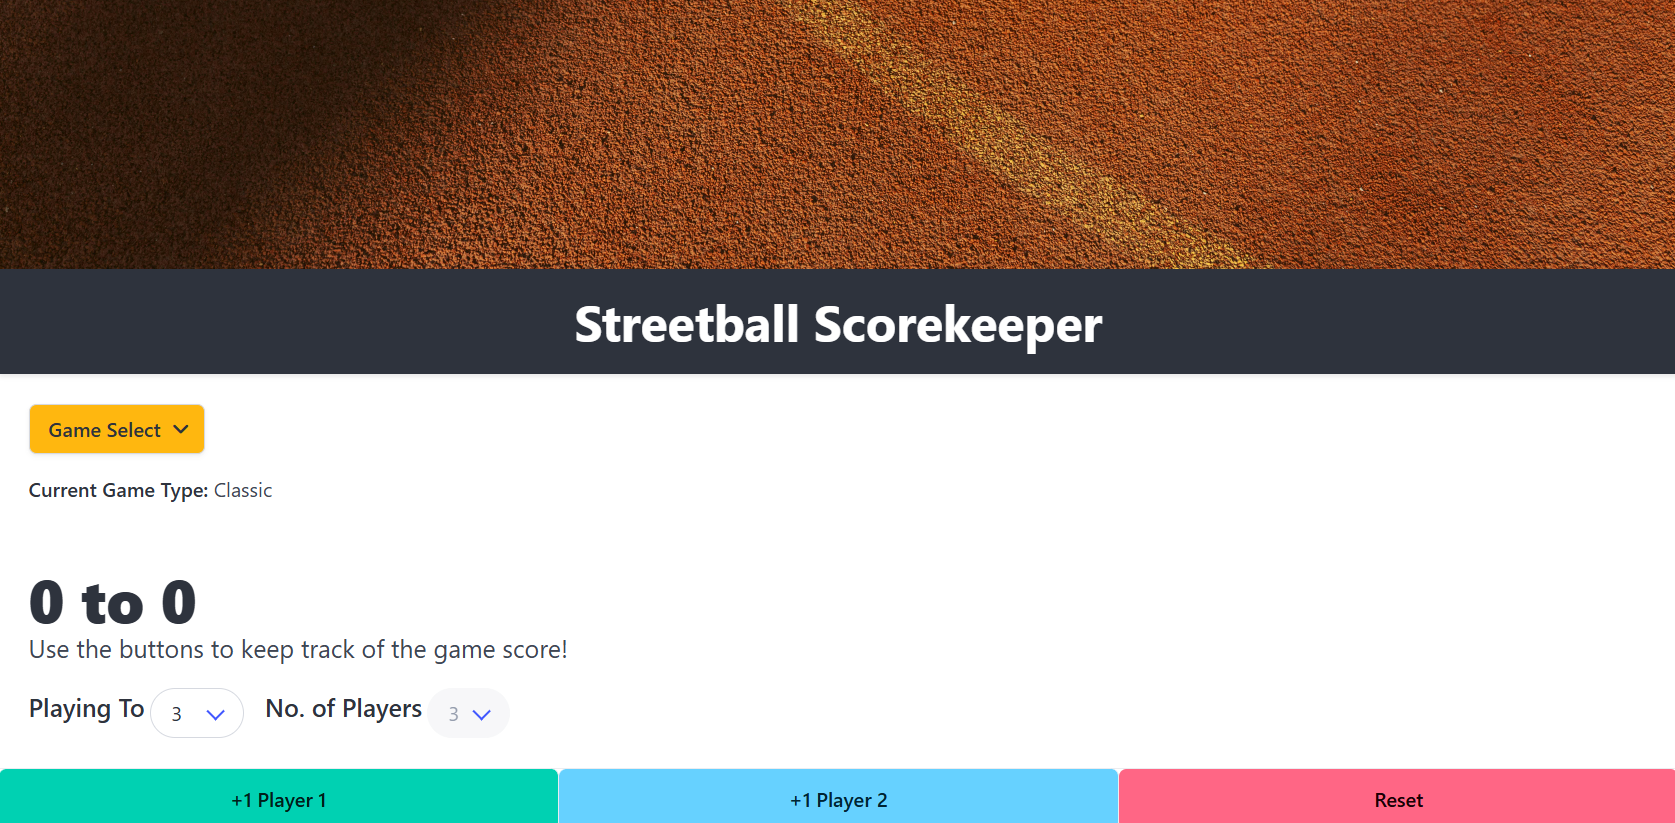 Streetball Scorekeeper
Game Select
Current Game Type: Classic
0 to 0
Use the buttons to keep track of the game score!
Playing To 3 No. of Players 3
+1 Player 1 +1 Player 2 Reset